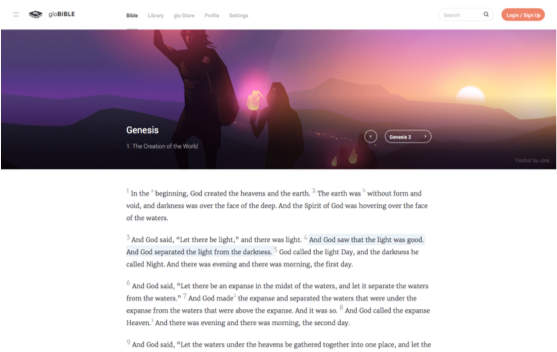 gloBIBLE Bible Library glo Store Profile Settings Search Login / Sign Up
Genesis
Genesis 2
1. The Creation of the World
1 In the beginning, God created the heavens and the earth. 2 The earth was without form and
void, and darkness was over the face of the deep. And the Spirit of God was hovering over the face
of the waters.
3 And God said, “Let there be light,” and there was light. 4 And God saw that the light was good.
And God separated the light from the darkness. 5 God called the light Day, and the darkness he
called Night. And there was evening and there was morning, the first day.
6 And God said, “Let there be an expanse in the midst of the waters, and let it separate the waters
from the waters.” 7 And God made the expanse and separated the waters that were under the
expanse from the waters that were above the expanse. And it was so. 8 And God called the expanse
Heaven. And there was evening and there was morning, the second day.
9 And God said, “Let the waters under the heavens be gathered together into one place, and let the